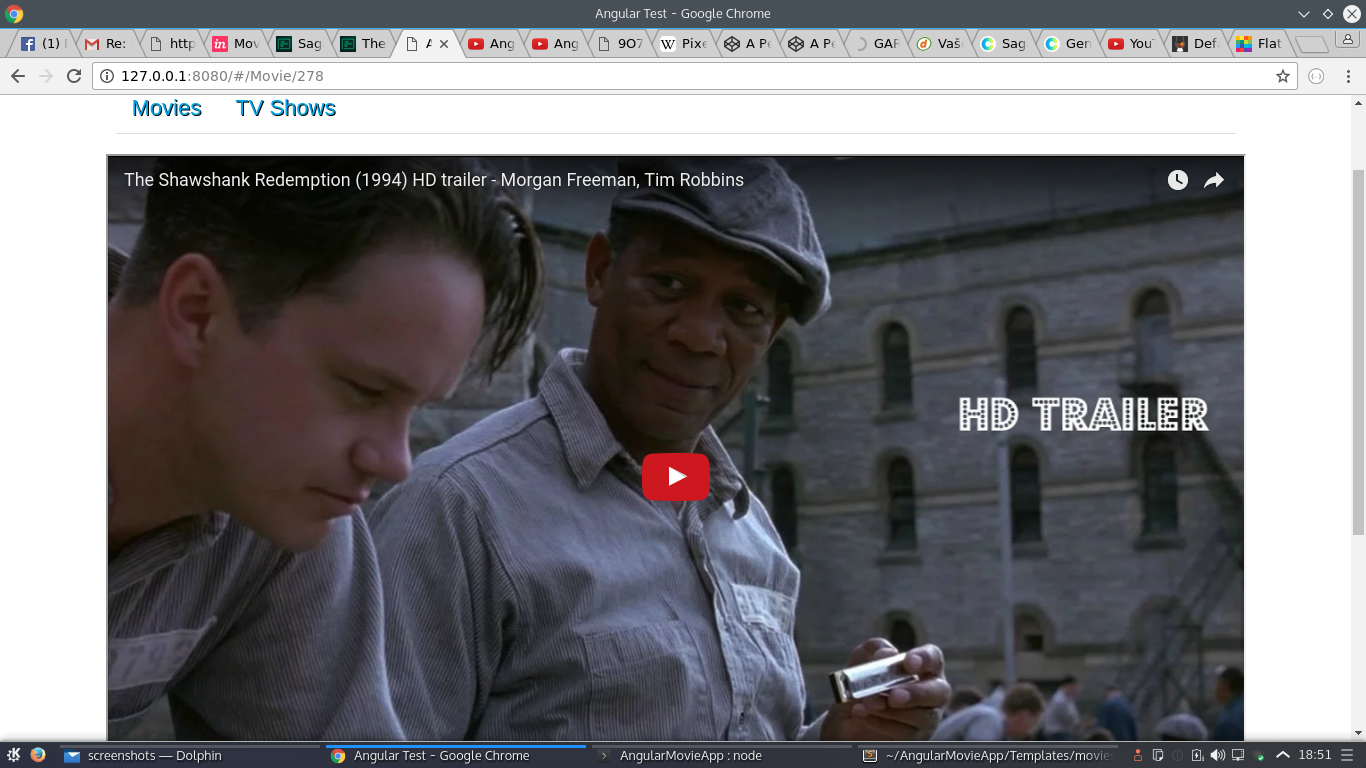 Angular Test – Google Chrome
(1)
Re:
http
Mov
Sag
The
A
Ang
Ang
9O7
Pixe
A Pe
A Pe
GAF
Vaš
Sag
Gen
YouT
Def
Flat
127.0.0.1:8080/#/Movie/278
Movies TV Shows
The Shawshank Redemption (1994) HD trailer - Morgan Freeman, Tim Robbins
HD TRAILER
screenshots — Dolphin
Angular Test – Google Chrome
AngularMovieApp : node
~/AngularMovieApp/Templates/movie
18:51